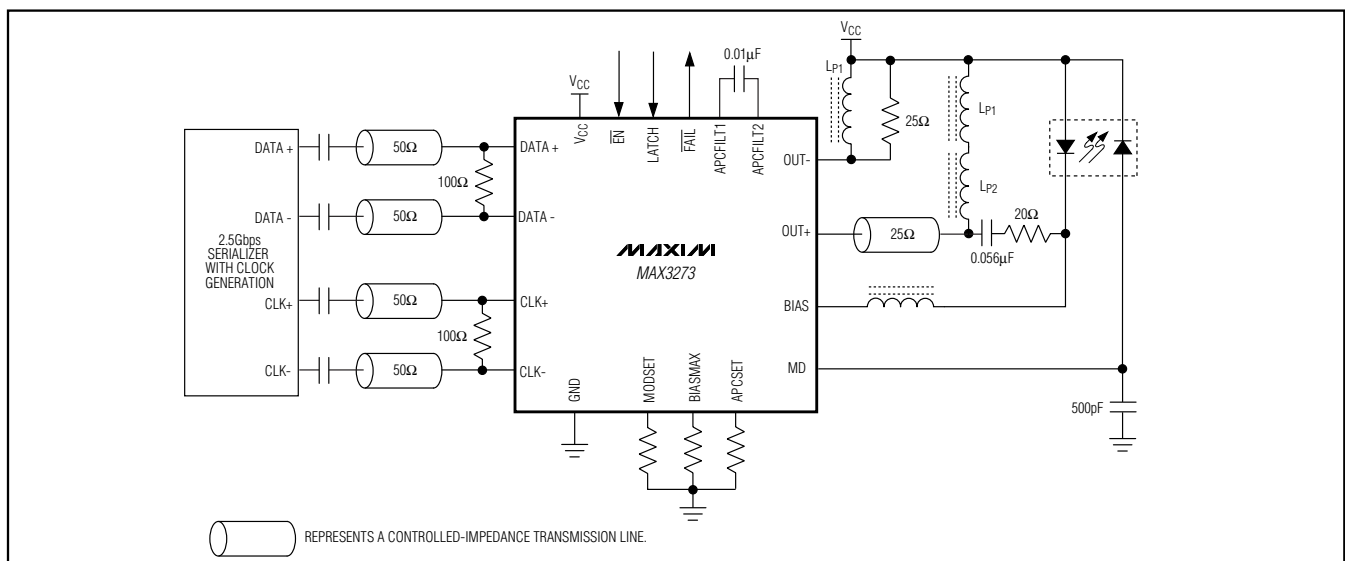 2.5Gbps
SERIALIZER
WITH CLOCK
GENERATION
DATA +
DATA -
CLK+
CLK-
50Ω
50Ω
50Ω
50Ω
100Ω
100Ω
DATA +
DATA -
CLK+
CLK-
VCC
VCC
EN
LATCH
FAIL
APCFILT1
APCFILT2
0.01μF
MAXIM
MAX3273
GND
MODSET
BIASMAX
APCSET
OUT-
OUT+
BIAS
MD
VCC
LP1
25Ω
LP1
LP2
25Ω
20Ω
0.056μF
500pF
REPRESENTS A CONTROLLED-IMPEDANCE TRANSMISSION LINE.